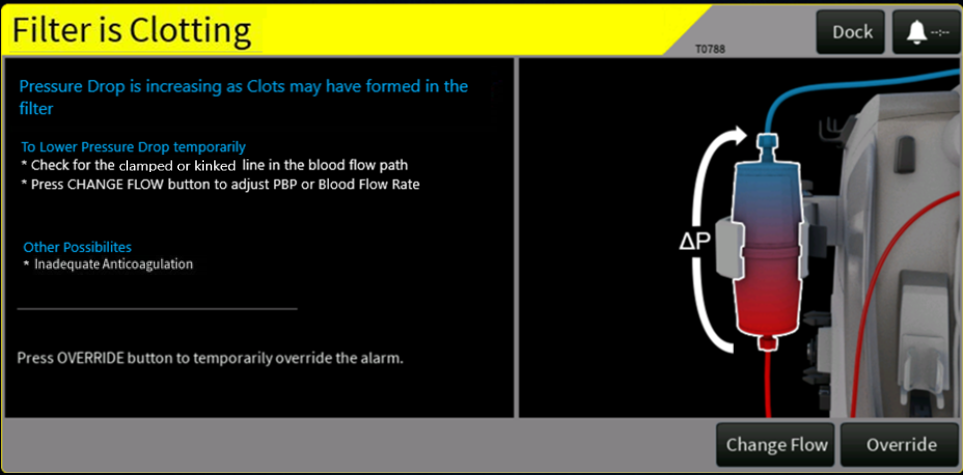 Filter is Clotting
T0788
Dock
--:--
Pressure Drop is increasing as Clots may have formed in the
filter
To Lower Pressure Drop temporarily
* Check for the clamped or kinked line in the blood flow path
* Press CHANGE FLOW button to adjust PBP or Blood Flow Rate
Other Possibilites
* Inadequate Anticoagulation
Press OVERRIDE button to temporarily override the alarm.
ΔP
Change Flow
Override